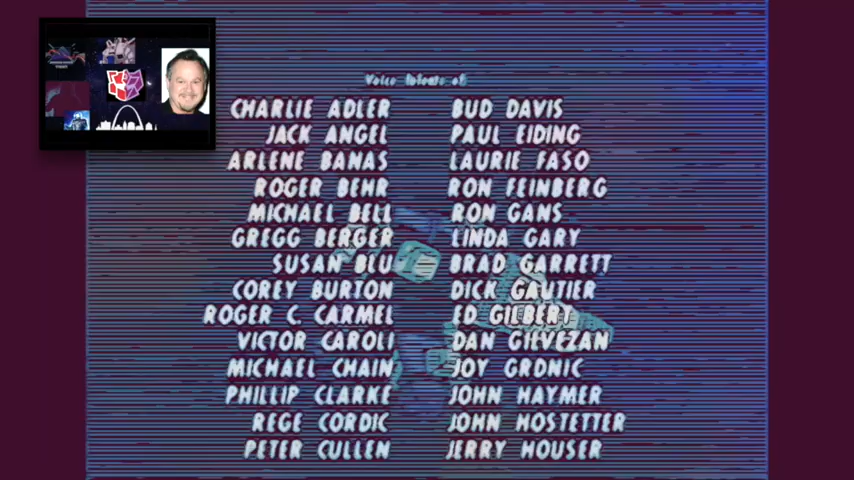 Voice talents of
CHARLIE ADLER BUD DAVIS
JACK ANGEL PAUL EIDING
ARLENE BANAS LAURIE FASO
ROGER BEHR RON FEINBERG
MICHAEL BELL RON GANS
GREGG BERGER LINDA GARY
SUSAN BLU BRAD GARRETT
COREY BURTON DICK GAUTIER
ROGER C. CARMEL ED GILBERT
VICTOR CAROLI DAN GILVEZAN
MICHAEL CHAIN JOY GRDNIC
PHILLIP CLARKE JOHN HAYMER
REGE CORDIC JOHN HOSTETTER
PETER CULLEN JERRY HOUSER